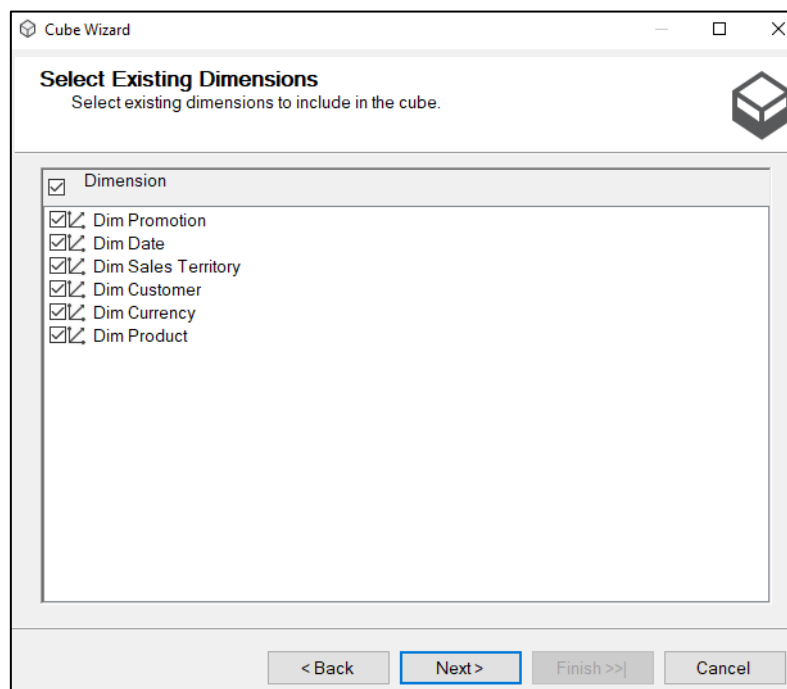 Cube Wizard
Select Existing Dimensions
Select existing dimensions to include in the cube.
Dimension
Dim Promotion
Dim Date
Dim Sales Territory
Dim Customer
Dim Currency
Dim Product
< Back Next > Finish >>| Cancel